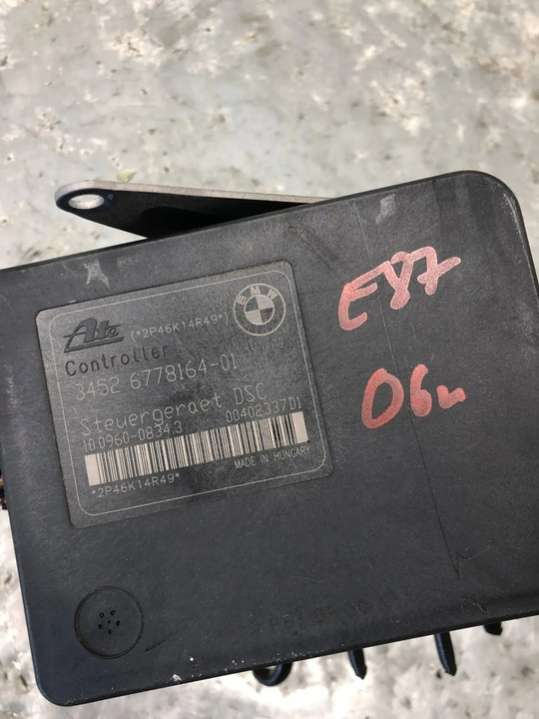 Ate
(*2P46K14R49*)
BMW
Controller
3452 6778164-01
Steuergeraet DSC
10.0960-0834.3
00402337D1
*2P46K14R49*
MADE IN HUNGARY
E87
06